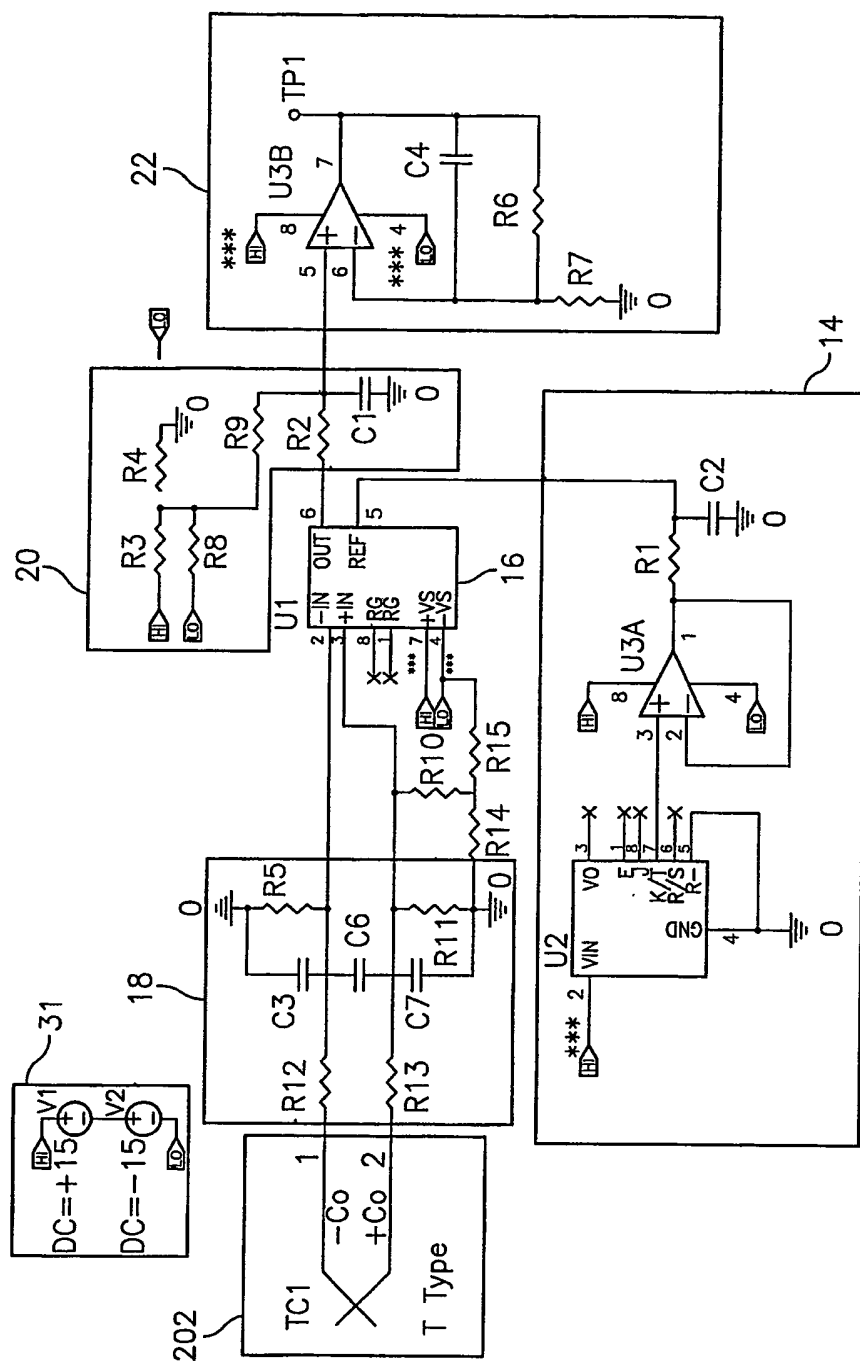 31
HI
V1
+
-
DC=+15
V2
+
-
DC=-15
LO
202
TC1
1
-Co
+Co
2
T Type
18
0
R5
C3
R12
C6
R13
C7
R11
0
R14
R15
R10
20
R3
R4
0
HI
R8
LO
R9
R2
C1
0
LO
U1
2
-IN
3
+IN
8
RG
1
RG
7
+VS
4
-VS
***
***
HI
LO
OUT
6
REF
5
16
22
***
HI
8
U3B
TP1
5
+
6
-
7
*** 4
LO
C4
R6
R7
0
14
U2
***
HI
2
VIN
VO
3
E
1
J
8
K/T
7
R/S
6
R-
5
GND
4
0
HI
8
U3A
3
+
2
-
1
4
LO
R1
C2
0